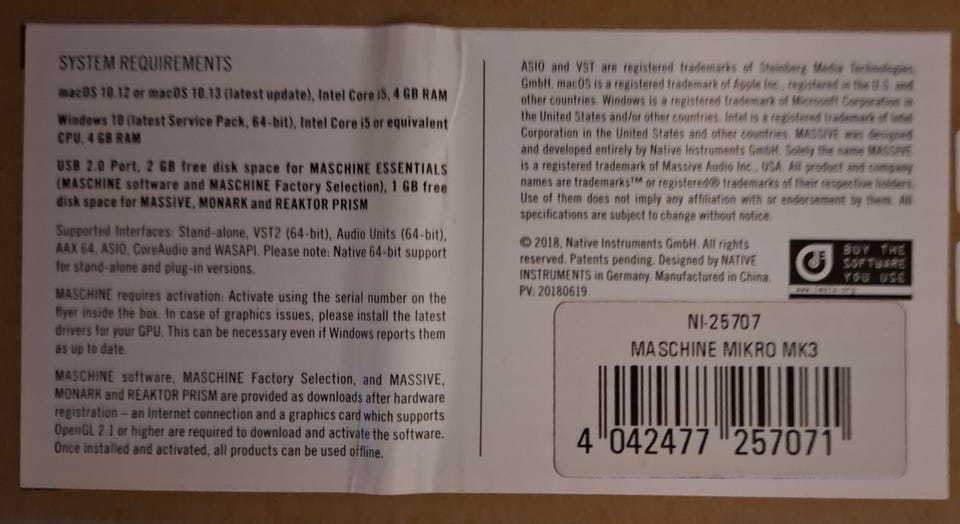 SYSTEM REQUIREMENTS
macOS 10.12 or macOS 10.13 (latest update), Intel Core i5, 4 GB RAM
Windows 10 (latest Service Pack, 64-bit), Intel Core i5 or equivalent
CPU, 4 GB RAM
USB 2.0 Port, 2 GB free disk space for MASCHINE ESSENTIALS
(MASCHINE software and MASCHINE Factory Selection), 1 GB free
disk space for MASSIVE, MONARK and REAKTOR PRISM
Supported Interfaces: Stand-alone, VST2 (64-bit), Audio Units (64-bit),
AAX 64, ASIO, CoreAudio and WASAPI. Please note: Native 64-bit support
for stand-alone and plug-in versions.
MASCHINE requires activation: Activate using the serial number on the
flyer inside the box. In case of graphics issues, please install the latest
drivers for your GPU. This can be necessary even if Windows reports them
as up to date.
MASCHINE software, MASCHINE Factory Selection, and MASSIVE,
MONARK and REAKTOR PRISM are provided as downloads after hardware
registration – an Internet connection and a graphics card which supports
OpenGL 2.1 or higher are required to download and activate the software.
Once installed and activated, all products can be used offline.
ASIO and VST are registered trademarks of Steinberg Media Technologies
GmbH. macOS is a registered trademark of Apple Inc., registered in the U.S. and
other countries. Windows is a registered trademark of Microsoft Corporation in
the United States and/or other countries. Intel is a registered trademark of Intel
Corporation in the United States and other countries. MASSIVE was designed
and developed entirely by Native Instruments GmbH. Solely the name MASSIVE
is a registered trademark of Massive Audio Inc., USA. All product and company
names are trademarks™ or registered® trademarks of their respective holders.
Use of them does not imply any affiliation with or endorsement by them. All
specifications are subject to change without notice.
© 2018, Native Instruments GmbH. All rights
reserved. Patents pending. Designed by NATIVE
INSTRUMENTS in Germany. Manufactured in China.
PV: 20180619
BUY THE
SOFTWARE
YOU USE
www.imsta.org
NI-25707
MASCHINE MIKRO MK3
4 042477 257071